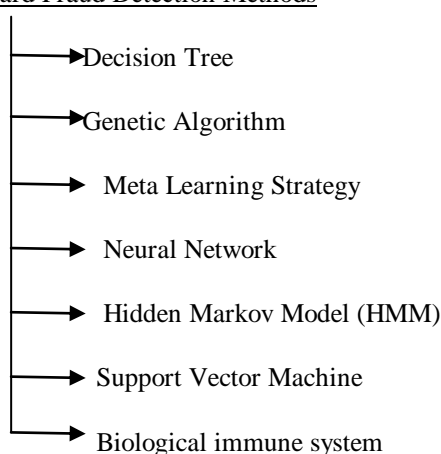 ard Fraud Detection Methods
Decision Tree
Genetic Algorithm
Meta Learning Strategy
Neural Network
Hidden Markov Model (HMM)
Support Vector Machine
Biological immune system